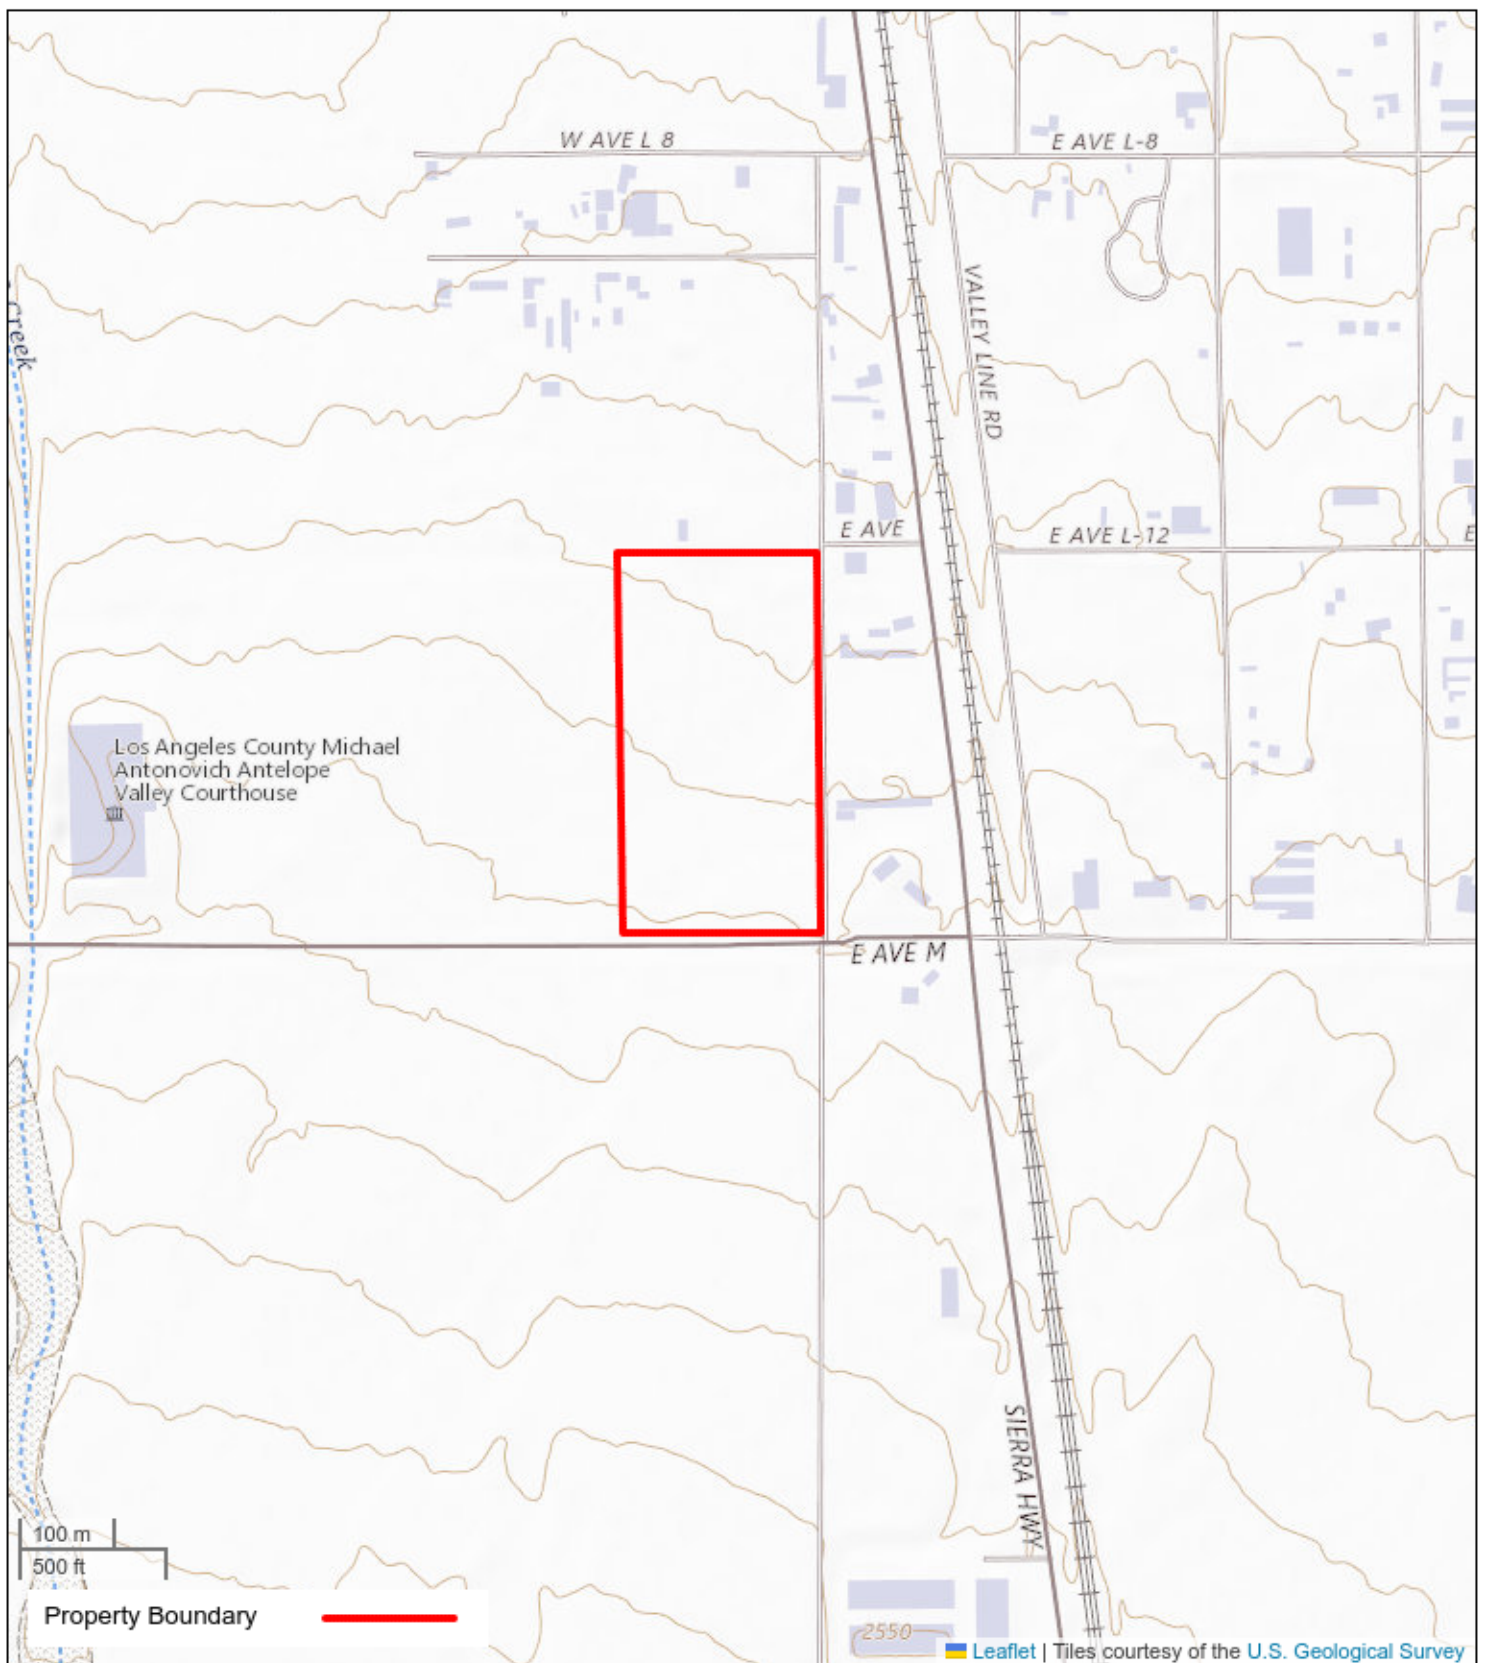 W AVE L 8
E AVE L-8
Creek
VALLEY LINE RD
E AVE
E AVE L-12
E
Los Angeles County Michael
Antonovich Antelope
Valley Courthouse
E AVE M
SIERRA HWY
100 m
500 ft
Property Boundary
2550
Leaflet | Tiles courtesy of the U.S. Geological Survey